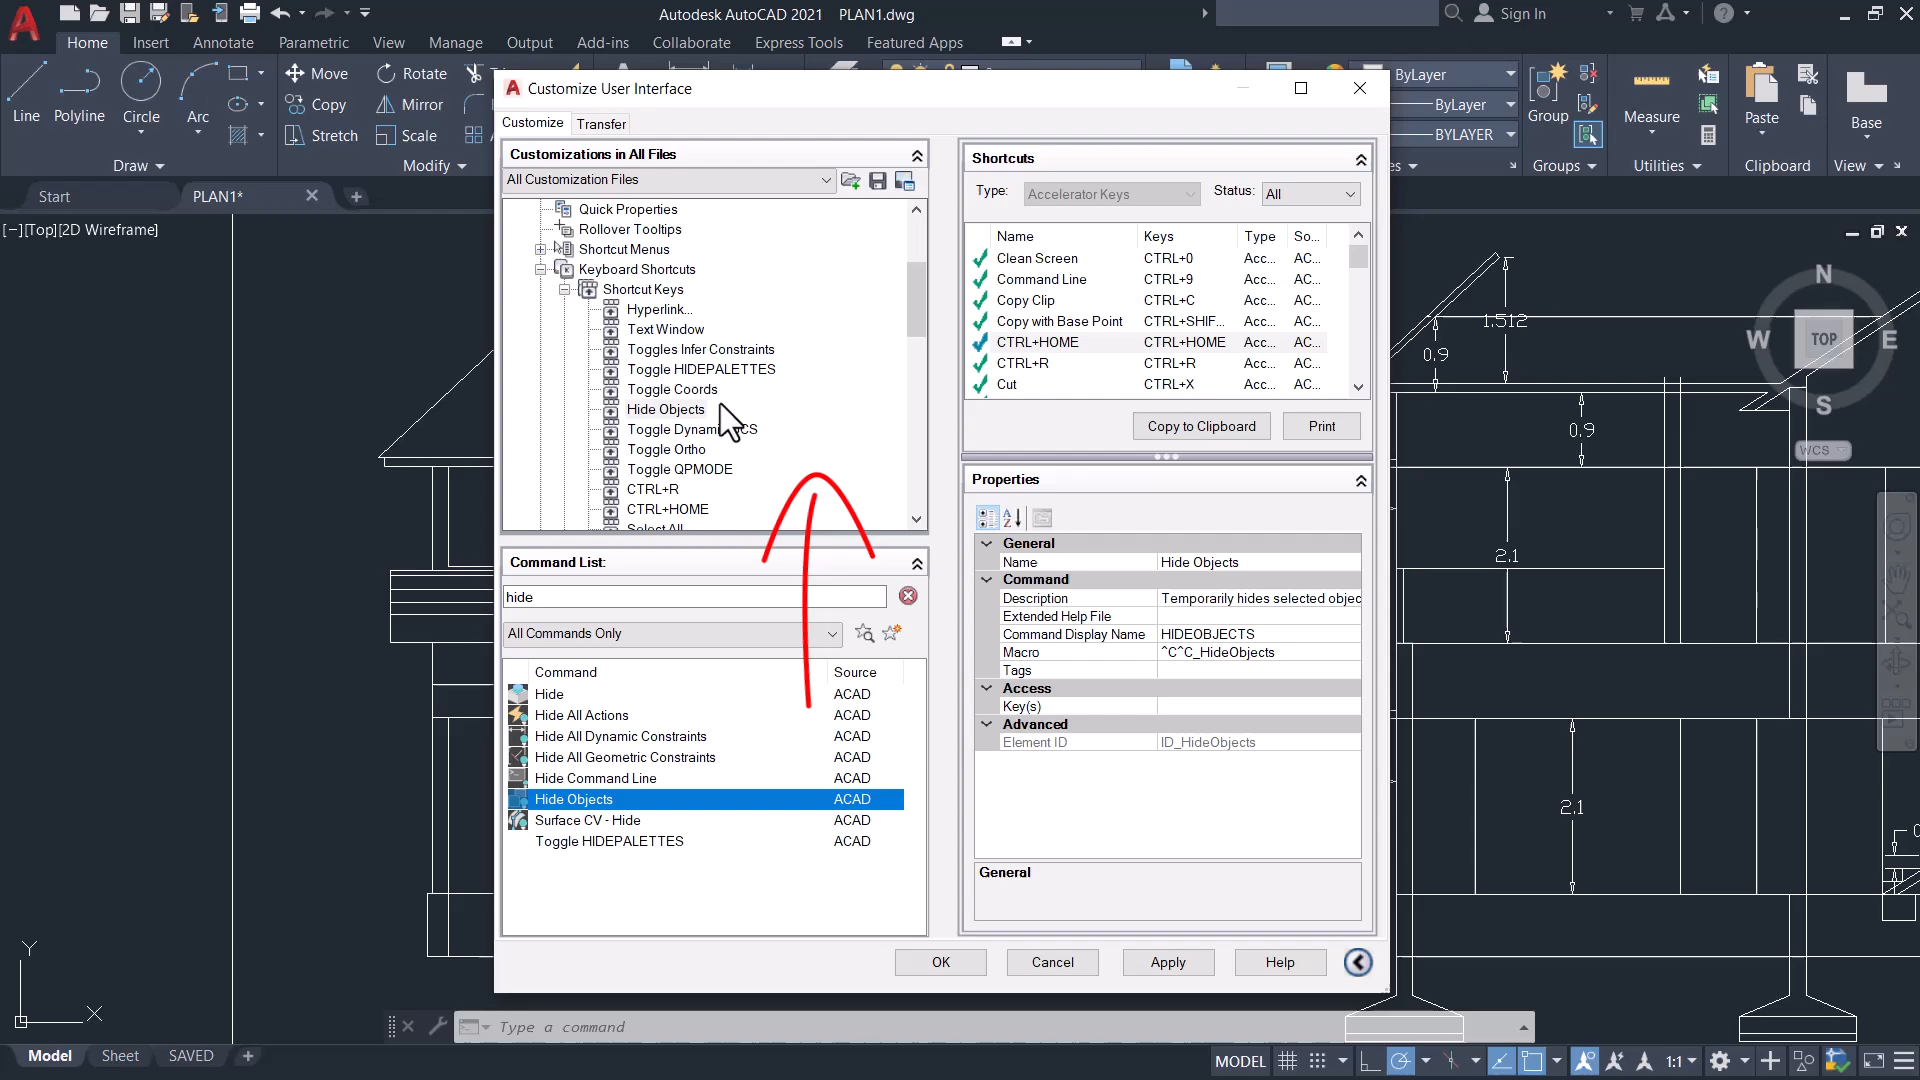 Autodesk AutoCAD 2021 PLAN1.dwg
Sign In
Home Insert Annotate Parametric View Manage Output Add-ins Collaborate Express Tools Featured Apps
Line
Polyline
Circle
Arc
Draw
Move
Rotate
Copy
Mirror
Stretch
Scale
Modify
ByLayer
ByLayer
BYLAYER
Group
Groups
Measure
Utilities
Paste
Clipboard
Base
View
Start
PLAN1*
[−][Top][2D Wireframe]
Customize User Interface
Customize
Transfer
Customizations in All Files
All Customization Files
Quick Properties
Rollover Tooltips
Shortcut Menus
Keyboard Shortcuts
Shortcut Keys
Hyperlink...
Text Window
Toggles Infer Constraints
Toggle HIDEPALETTES
Toggle Coords
Hide Objects
Toggle Ortho
Toggle QPMODE
CTRL+R
CTRL+HOME
Select All
Command List:
hide
All Commands Only
Command Source
Hide ACAD
Hide All Actions ACAD
Hide All Dynamic Constraints ACAD
Hide All Geometric Constraints ACAD
Hide Command Line ACAD
Hide Objects ACAD
Surface CV - Hide ACAD
Toggle HIDEPALETTES ACAD
Shortcuts
Type: Accelerator Keys Status: All
Name Keys Type So...
Clean Screen CTRL+0 Acc... AC...
Command Line CTRL+9 Acc... AC...
Copy Clip CTRL+C Acc... AC...
Copy with Base Point CTRL+SHIF... Acc... AC...
CTRL+HOME CTRL+HOME Acc... AC...
CTRL+R CTRL+R Acc... AC...
Cut CTRL+X Acc... AC...
Copy to Clipboard
Print
Properties
General
Name Hide Objects
Command
Description Temporarily hides selected objec
Extended Help File
Command Display Name HIDEOBJECTS
Macro ^C^C_HideObjects
Tags
Access
Key(s)
Advanced
Element ID ID_HideObjects
General
OK
Cancel
Apply
Help
N
W
TOP
E
S
WCS
1.512
0.9
0.9
2.1
2.1
Y
X
Type a command
Model
Sheet
SAVED
MODEL
1:1